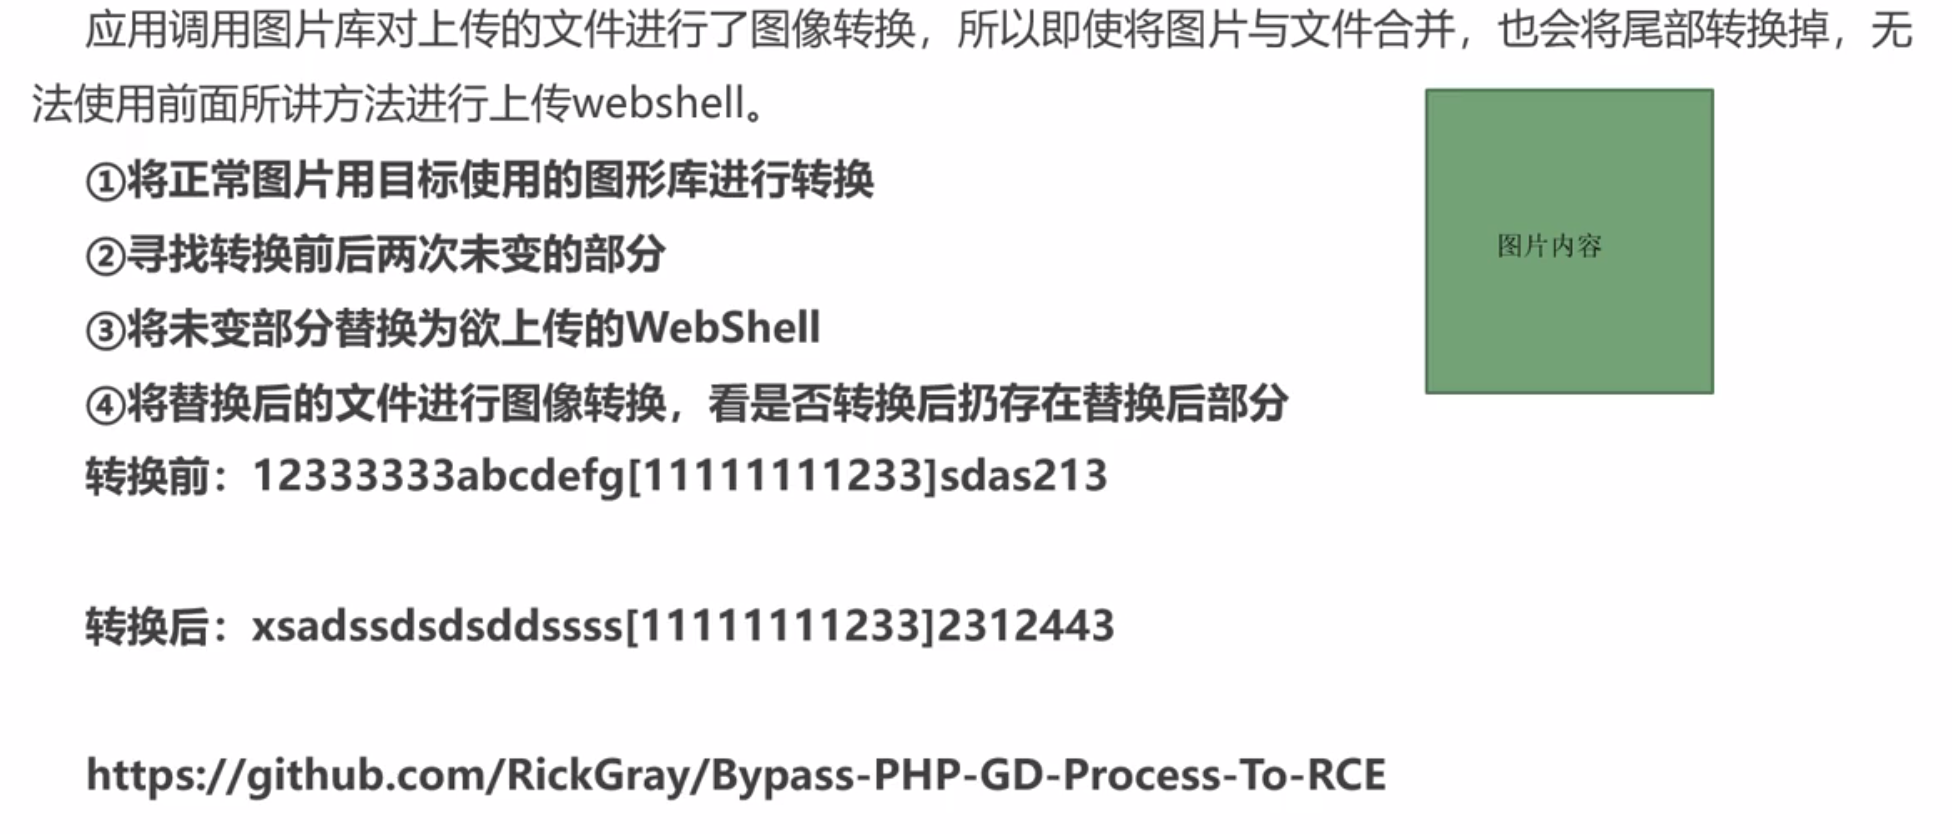 应用调用图片库对上传的文件进行了图像转换，所以即使将图片与文件合并，也会将尾部转换掉，无
法使用前面所讲方法进行上传webshell。
①将正常图片用目标使用的图形库进行转换
②寻找转换前后两次未变的部分
图片内容
③将未变部分替换为欲上传的WebShell
④将替换后的文件进行图像转换，看是否转换后扔存在替换后部分
转换前：12333333abcdefg[11111111233]sdas213
转换后：xsadssdsdsddssss[11111111233]2312443
https://github.com/RickGray/Bypass-PHP-GD-Process-To-RCE